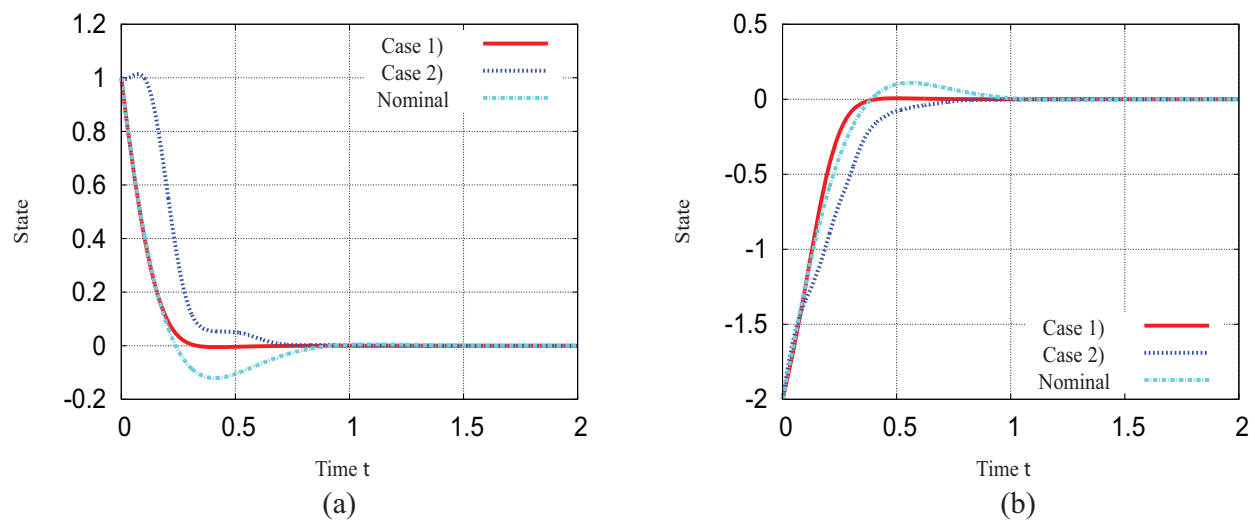 1.2
1
0.8
0.6
0.4
0.2
0
-0.2
0 0.5 1 1.5 2
State
Time t
Case 1)
Case 2)
Nominal
(a)
0.5
0
-0.5
-1
-1.5
-2
0 0.5 1 1.5 2
State
Time t
Case 1)
Case 2)
Nominal
(b)